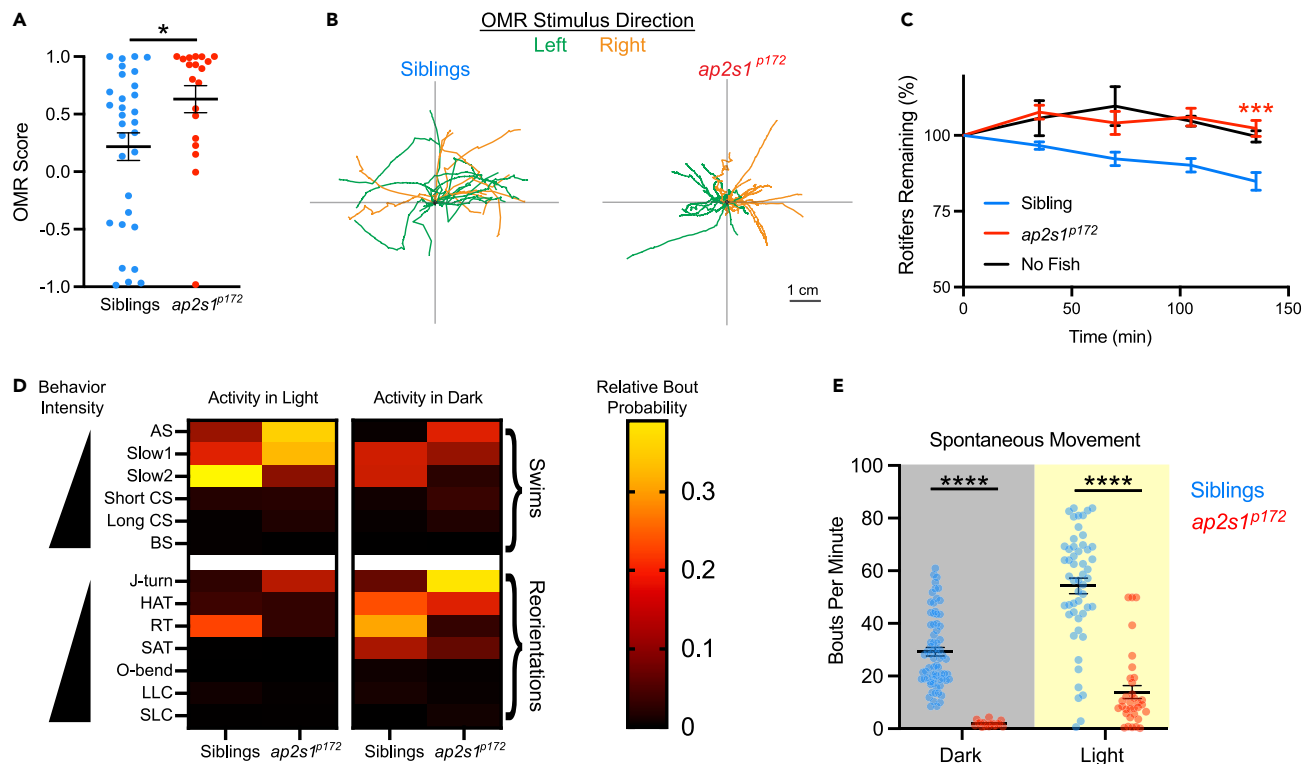 A
*
OMR Score
1.0
0.5
0.0
-0.5
-1.0
Siblings ap2s1p172
B
OMR Stimulus Direction
Left Right
Siblings
ap2s1p172
1 cm
C
Rotifers Remaining (%)
100
75
50
***
Sibling
ap2s1p172
No Fish
0 50 100 150
Time (min)
D
Behavior
Intensity
Activity in Light
Activity in Dark
Relative Bout
Probability
AS
Slow1
Slow2
Short CS
Long CS
BS
Swims
J-turn
HAT
RT
SAT
O-bend
LLC
SLC
Reorientations
Siblings ap2s1p172
Siblings ap2s1p172
0.3
0.2
0.1
0
E
Spontaneous Movement
Bouts Per Minute
100
80
60
40
20
0
****
****
Siblings
ap2s1p172
Dark
Light